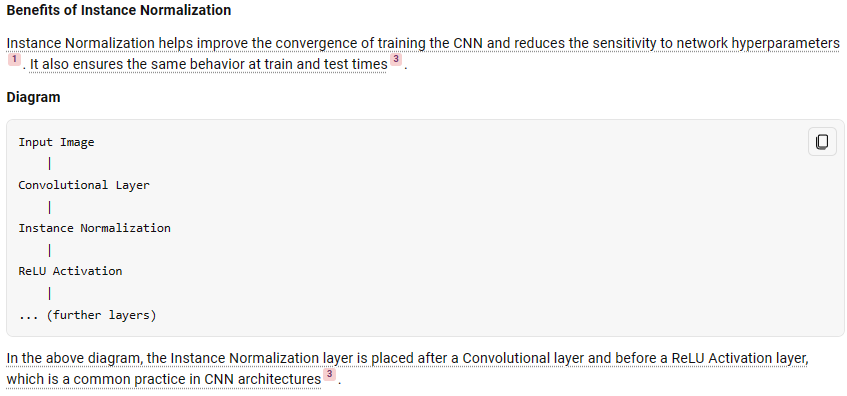 Benefits of Instance Normalization
Instance Normalization helps improve the convergence of training the CNN and reduces the sensitivity to network hyperparameters
1 . It also ensures the same behavior at train and test times 3 .
Diagram
Input Image
|
Convolutional Layer
|
Instance Normalization
|
ReLU Activation
|
... (further layers)
In the above diagram, the Instance Normalization layer is placed after a Convolutional layer and before a ReLU Activation layer,
which is a common practice in CNN architectures 3 .